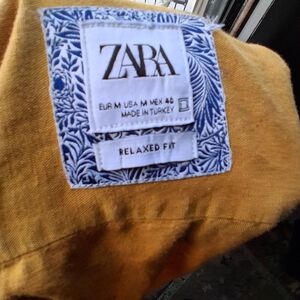 ZARA
EUR M USA M MEX 40
MADE IN TURKEY
RELAXED FIT